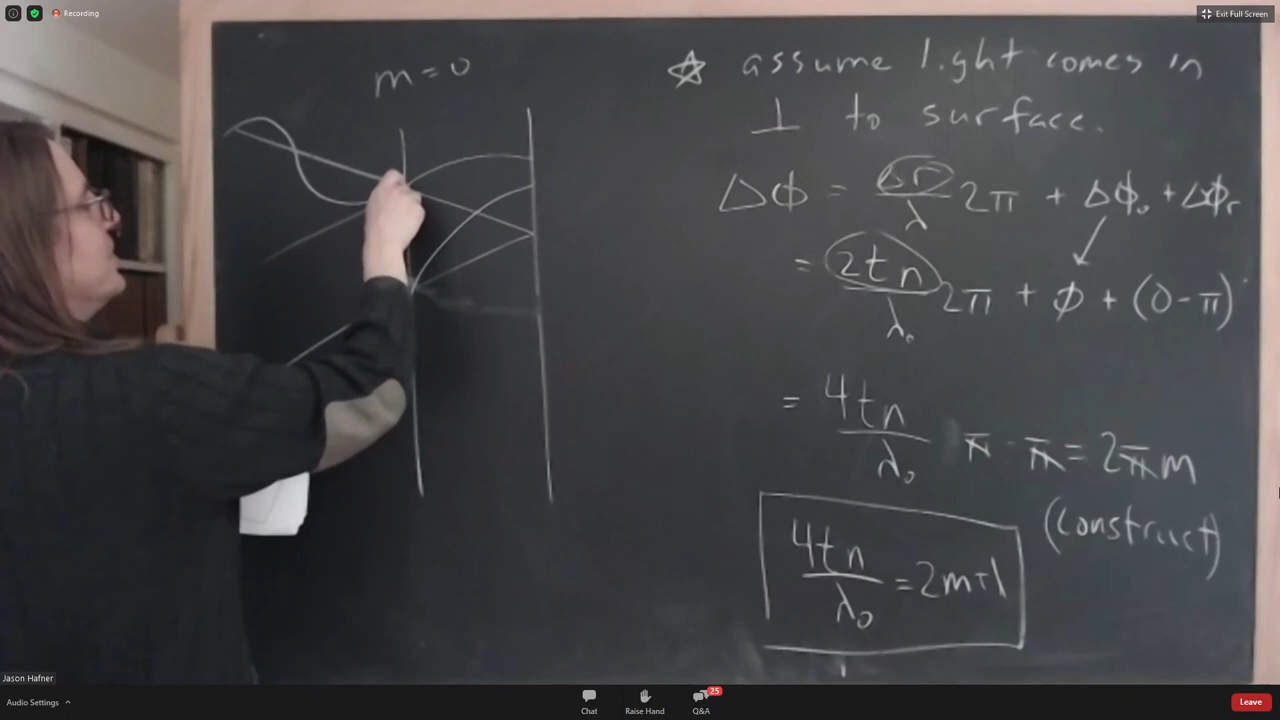 Recording
Exit Full Screen
m = 0
☆ assume light comes in
⊥ to surface.
Δφ = Δr/λ 2π + Δφ₀ + Δφᵣ
= 2tn/λ₀ 2π + φ + (0 - π)
= 4tn/λ₀ π - π = 2πm
(construct)
4tn/λ₀ = 2m+1
Jason Hafner
Audio Settings
Chat
Raise Hand
25
Q&A
Leave